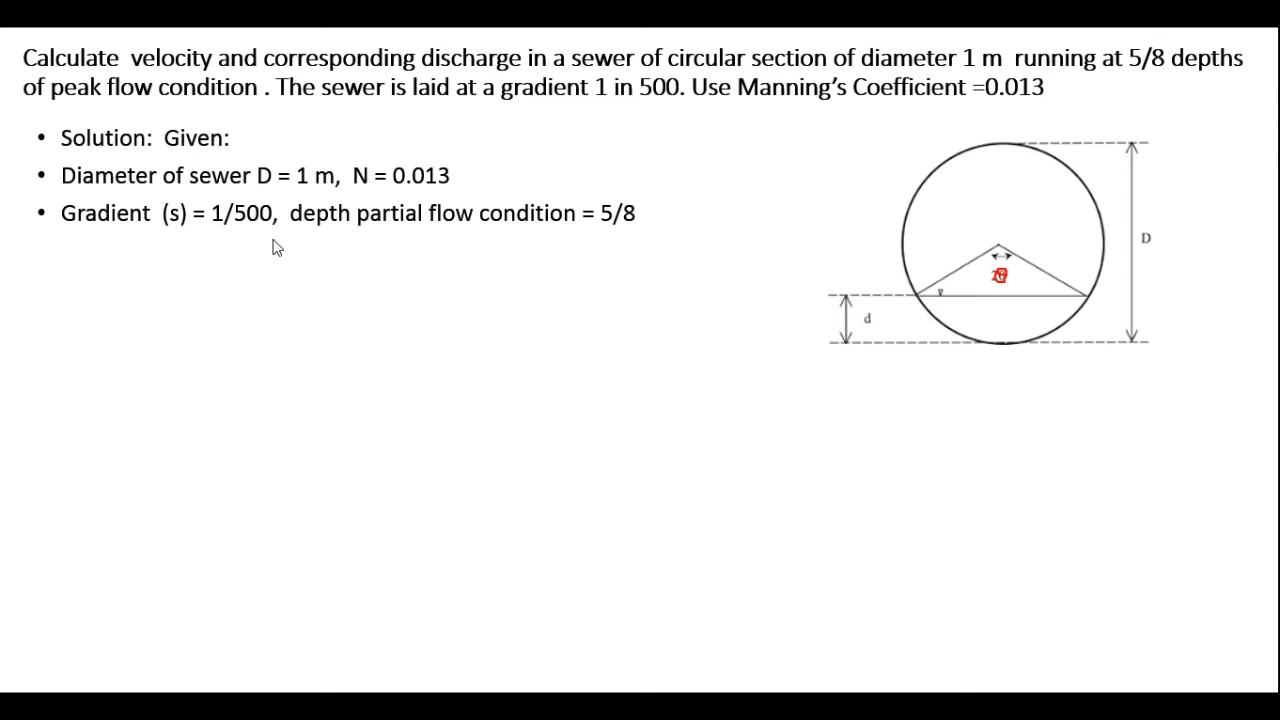 Calculate velocity and corresponding discharge in a sewer of circular section of diameter 1 m running at 5/8 depths
of peak flow condition . The sewer is laid at a gradient 1 in 500. Use Manning's Coefficient =0.013
• Solution: Given:
• Diameter of sewer D = 1 m, N = 0.013
• Gradient (s) = 1/500, depth partial flow condition = 5/8
D
d